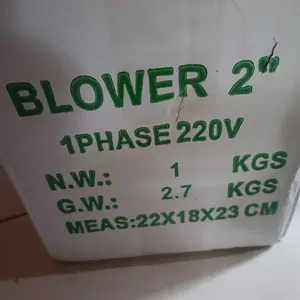 BLOWER 2"
1PHASE 220V
N.W.: 1 KGS
G.W.: 2.7 KGS
MEAS:22X18X23 CM